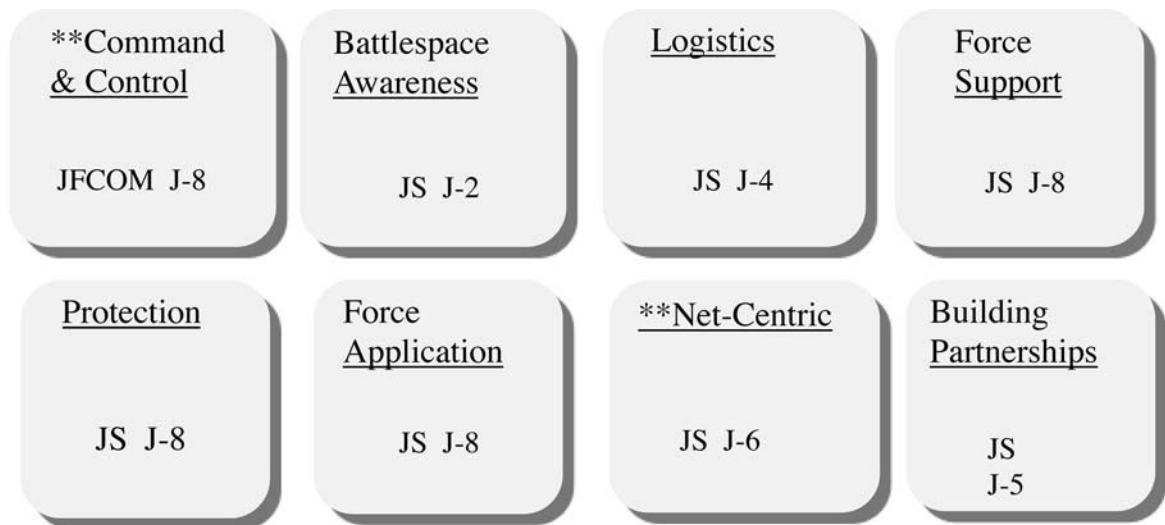 **Command
& Control
JFCOM J-8
Battlespace
Awareness
JS J-2
Logistics
JS J-4
Force
Support
JS J-8
Protection
JS J-8
Force
Application
JS J-8
**Net-Centric
JS J-6
Building
Partnerships
JS
J-5